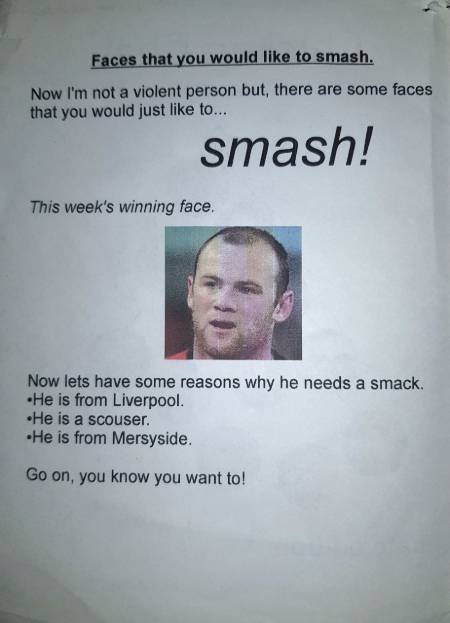 Faces that you would like to smash.
Now I'm not a violent person but, there are some faces
that you would just like to...
smash!
This week's winning face.
Now lets have some reasons why he needs a smack.
•He is from Liverpool.
•He is a scouser.
•He is from Mersyside.
Go on, you know you want to!